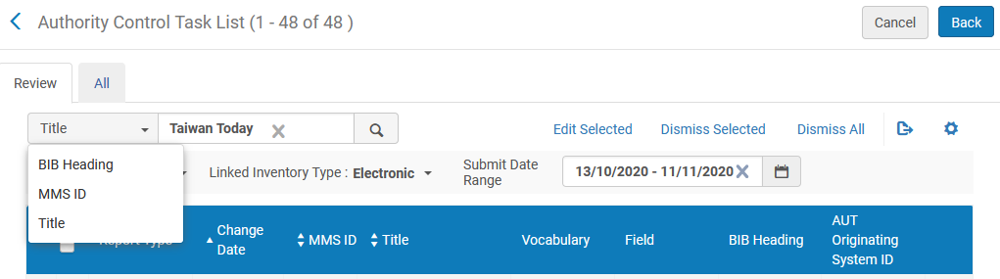 Authority Control Task List (1 - 48 of 48 )
Cancel
Back
Review
All
Title
Taiwan Today
Edit Selected
Dismiss Selected
Dismiss All
BIB Heading
MMS ID
Title
Linked Inventory Type : Electronic
Submit Date
Range
13/10/2020 - 11/11/2020
Report Type
Change
Date
MMS ID
Title
Vocabulary
Field
BIB Heading
AUT
Originating
System ID